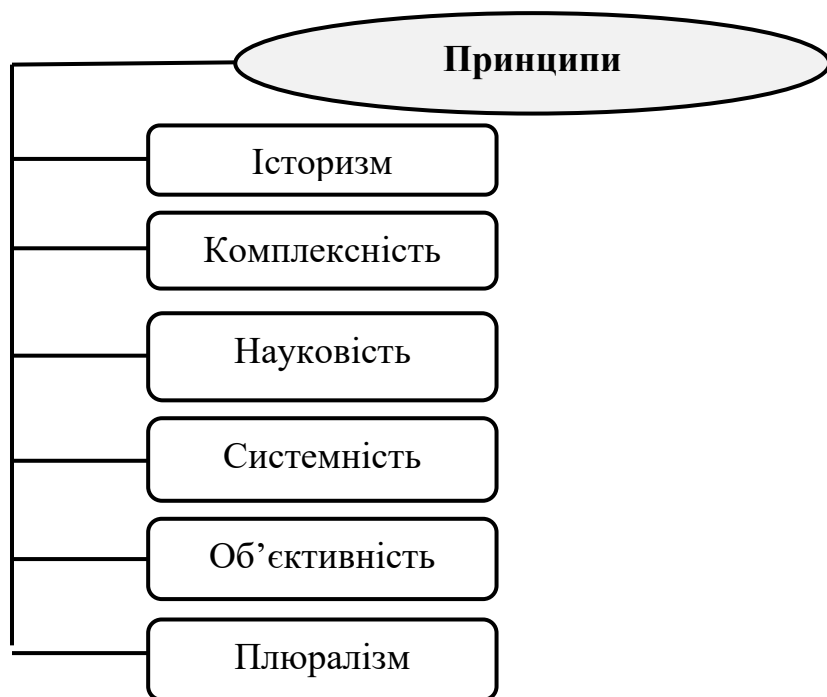 Принципи
Історизм
Комплексність
Науковість
Системність
Об’єктивність
Плюралізм